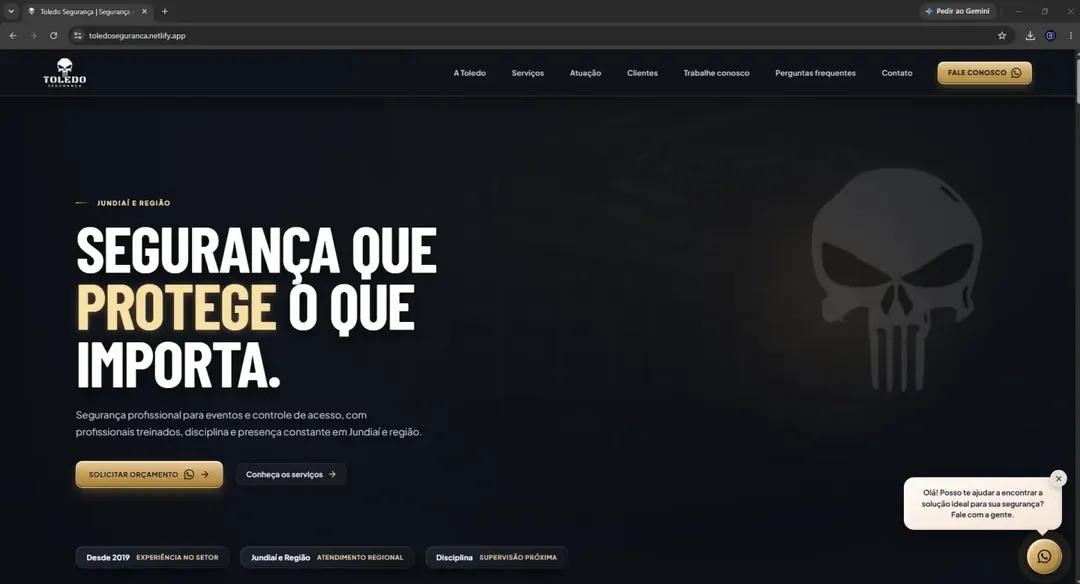 Toledo Segurança | Segurança
Pedir ao Gemini
toledoseguranca.netlify.app
TOLEDO
SEGURANÇA
A Toledo
Serviços
Atuação
Clientes
Trabalhe conosco
Perguntas frequentes
Contato
FALE CONOSCO
JUNDIAÍ E REGIÃO
SEGURANÇA QUE
PROTEGE O QUE
IMPORTA.
Segurança profissional para eventos e controle de acesso, com
profissionais treinados, disciplina e presença constante em Jundiaí e região.
SOLICITAR ORÇAMENTO
Conheça os serviços
Olá! Posso te ajudar a encontrar a
solução ideal para sua segurança?
Fale com a gente.
Desde 2019 EXPERIÊNCIA NO SETOR
Jundiaí e Região ATENDIMENTO REGIONAL
Disciplina SUPERVISÃO PRÓXIMA